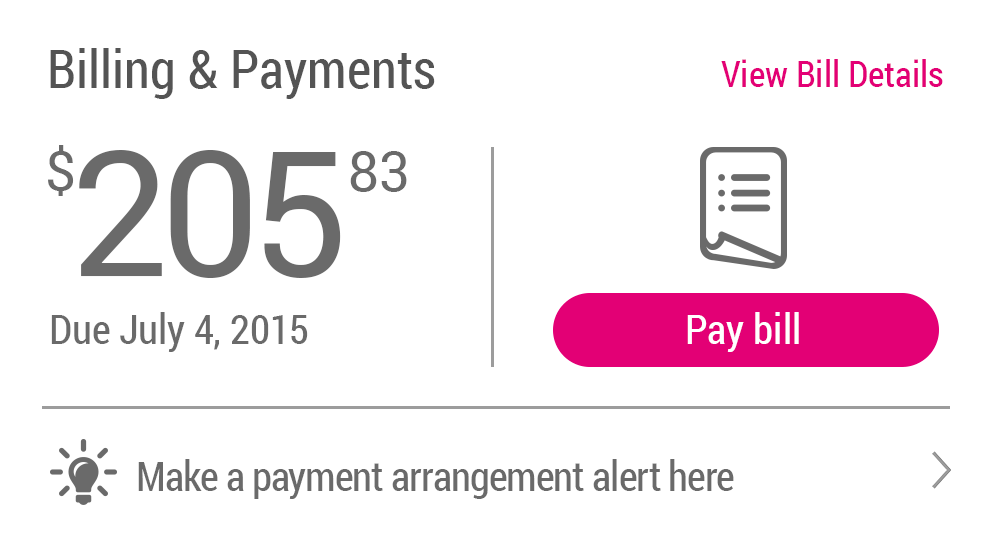 Billing & Payments
View Bill Details
$205 83
Due July 4, 2015
Pay bill
Make a payment arrangement alert here